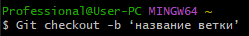 Professional@User-PC MINGW64 ~
$ Git checkout -b ‘название ветки’